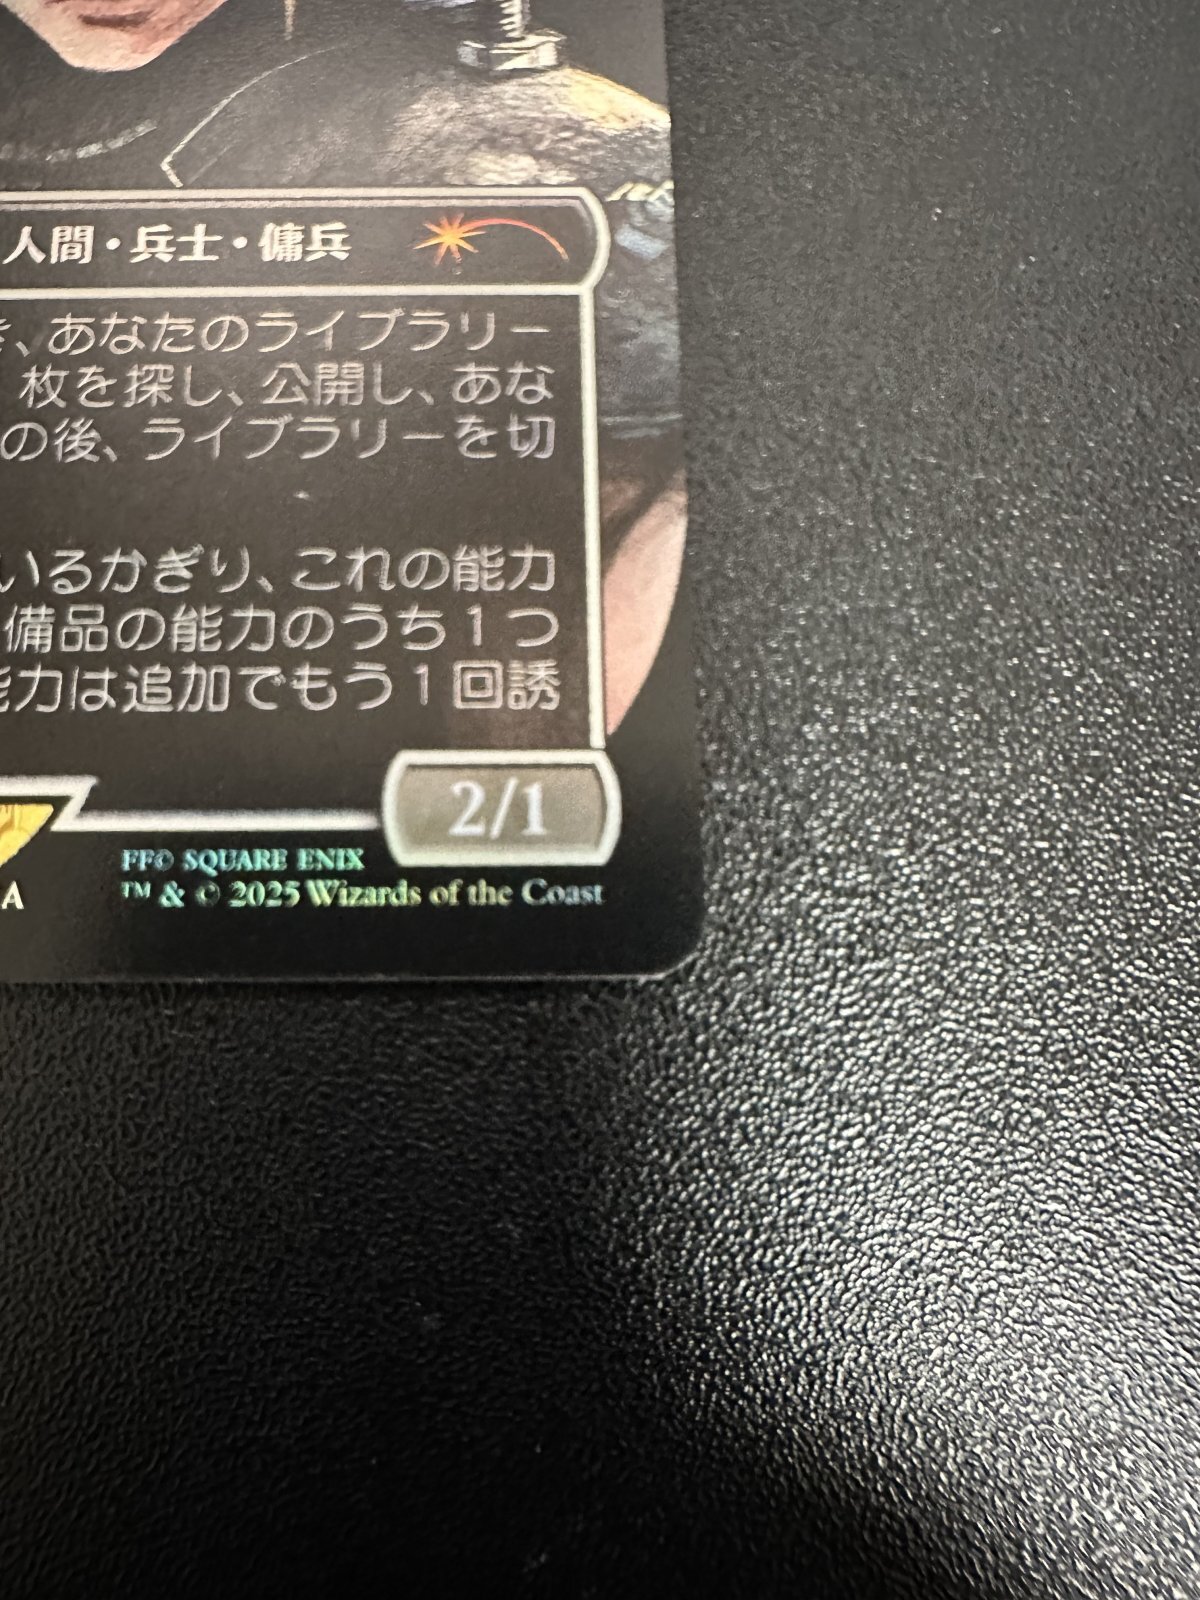 人間・兵士・傭兵
、あなたのライブラリー
枚を探し、公開し、あな
の後、ライブラリーを切
いるかぎり、これの能力
備品の能力のうち1つ
能力は追加でもう1回誘
2/1
FF© SQUARE ENIX
A ™ & © 2025 Wizards of the Coast